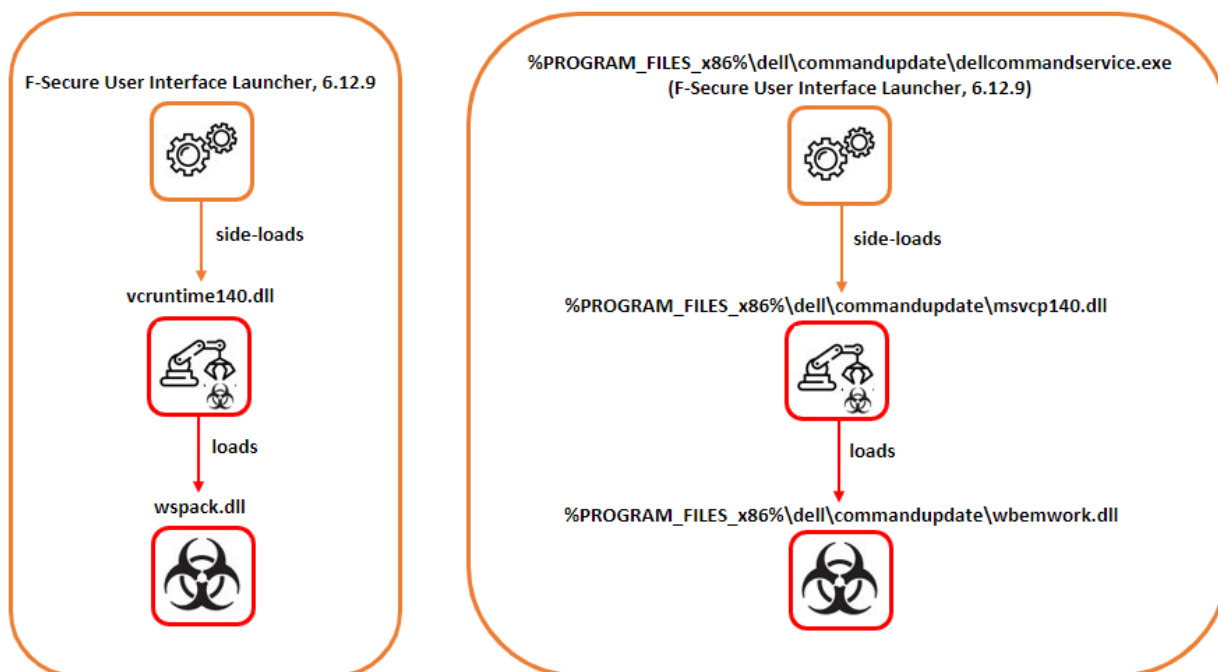 F-Secure User Interface Launcher, 6.12.9
side-loads
vcruntime140.dll
loads
wspack.dll
%PROGRAM_FILES_x86%\dell\commandupdate\dellcommandservice.exe
(F-Secure User Interface Launcher, 6.12.9)
side-loads
%PROGRAM_FILES_x86%\dell\commandupdate\msvcp140.dll
loads
%PROGRAM_FILES_x86%\dell\commandupdate\wbemwork.dll